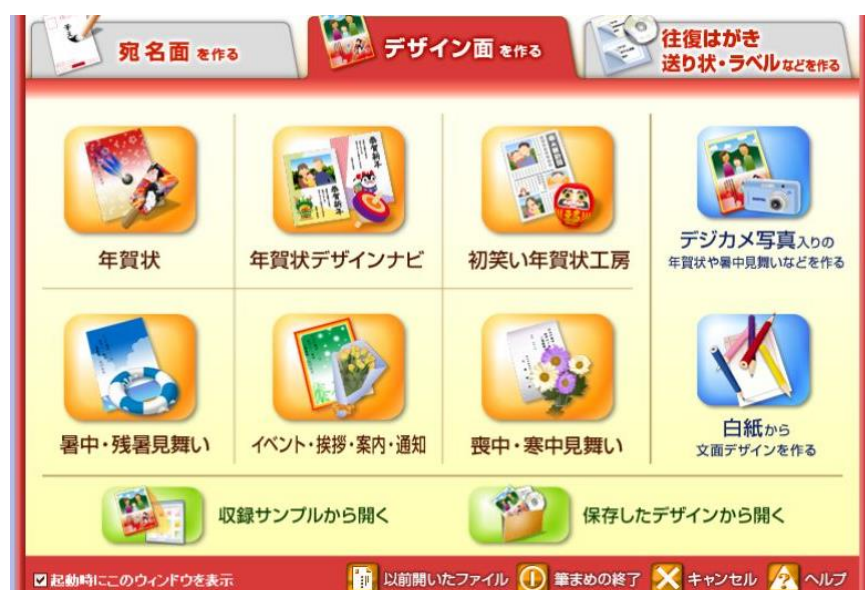 宛名面を作る
デザイン面を作る
往復はがき
送り状・ラベルなどを作る
年賀状
年賀状デザインナビ
初笑い年賀状工房
デジカメ写真入りの
年賀状や暑中見舞いなどを作る
暑中・残暑見舞い
イベント・挨拶・案内・通知
喪中・寒中見舞い
白紙から
文面デザインを作る
収録サンプルから開く
保存したデザインから開く
起動時にこのウィンドウを表示
以前開いたファイル
筆まめの終了
キャンセル
ヘルプ